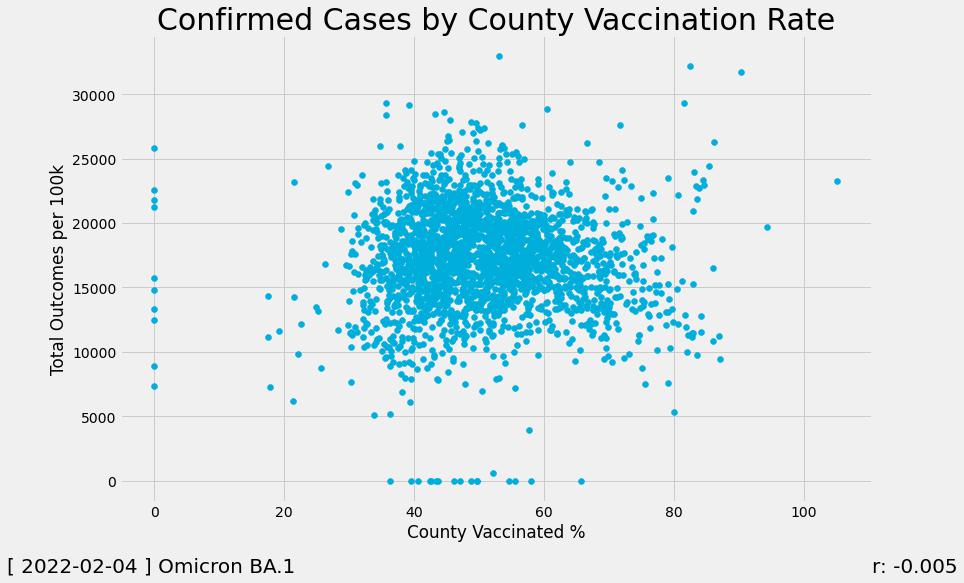 Confirmed Cases by County Vaccination Rate
Total Outcomes per 100k
30000
25000
20000
15000
10000
5000
0
0 20 40 60 80 100
County Vaccinated %
[ 2022-02-04 ] Omicron BA.1 r: -0.005